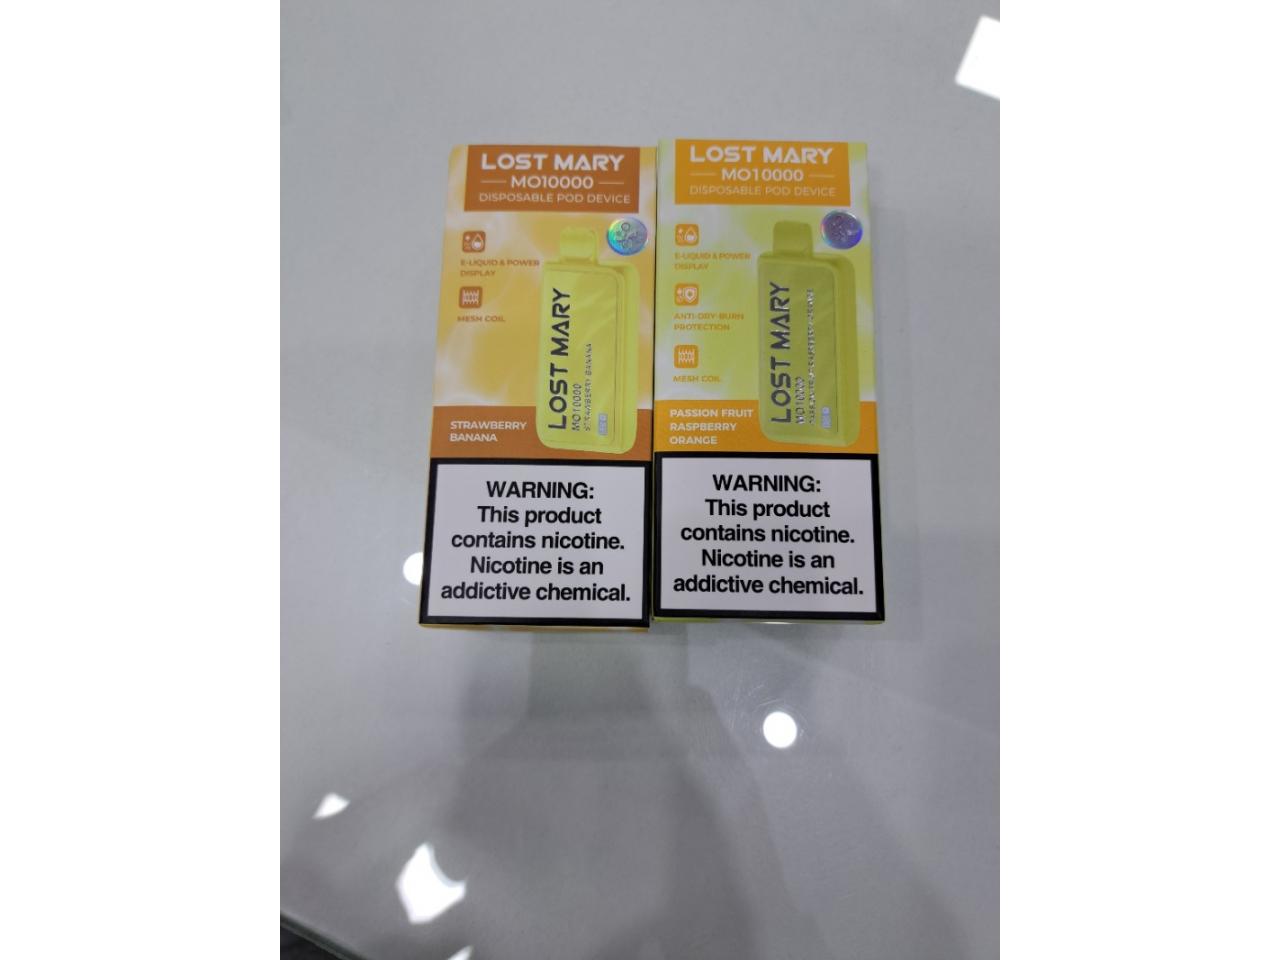 LOST MARY
MO10000
DISPOSABLE POD DEVICE
E-LIQUID & POWER
DISPLAY
MESH COIL
LOST MARY
MO10000
STRAWBERRY BANANA
STRAWBERRY
BANANA
WARNING:
This product
contains nicotine.
Nicotine is an
addictive chemical.
LOST MARY
MO10000
DISPOSABLE POD DEVICE
E-LIQUID & POWER
DISPLAY
ANTI-DRY-BURN
PROTECTION
MESH COIL
LOST MARY
MO10000
PASSION FRUIT
RASPBERRY
ORANGE
WARNING:
This product
contains nicotine.
Nicotine is an
addictive chemical.